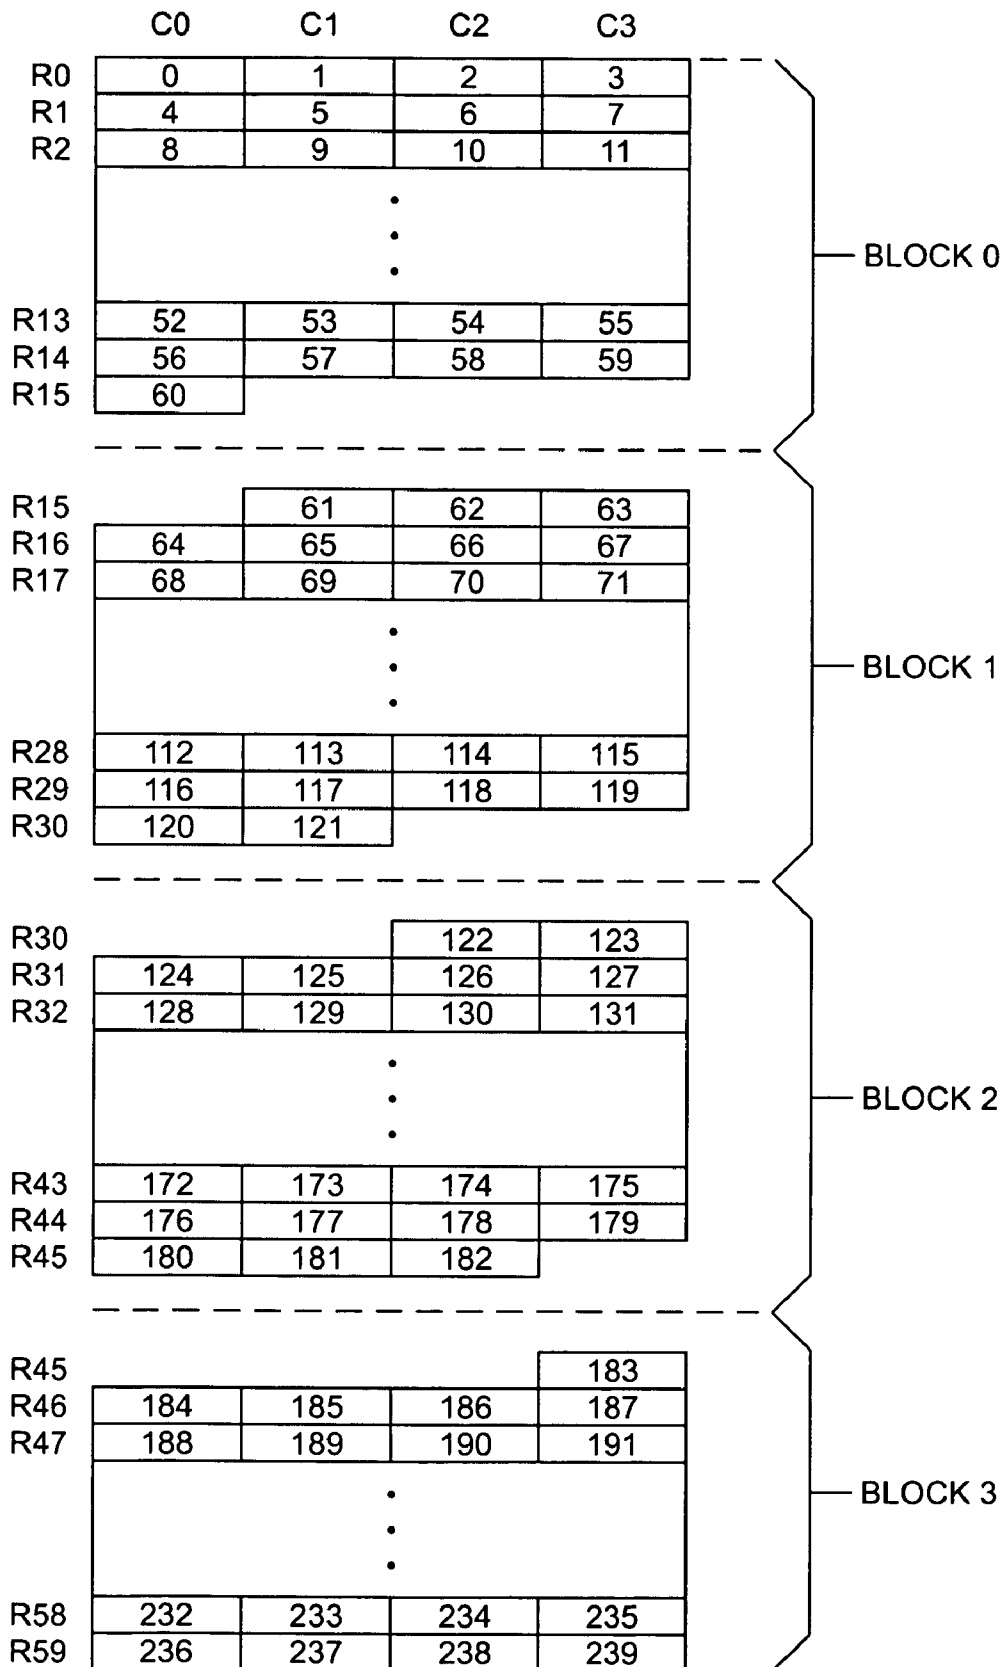 C0 C1 C2 C3
R0 0 1 2 3
R1 4 5 6 7
R2 8 9 10 11
BLOCK 0
R13 52 53 54 55
R14 56 57 58 59
R15 60
R15 61 62 63
R16 64 65 66 67
R17 68 69 70 71
BLOCK 1
R28 112 113 114 115
R29 116 117 118 119
R30 120 121
R30 122 123
R31 124 125 126 127
R32 128 129 130 131
BLOCK 2
R43 172 173 174 175
R44 176 177 178 179
R45 180 181 182
R45 183
R46 184 185 186 187
R47 188 189 190 191
BLOCK 3
R58 232 233 234 235
R59 236 237 238 239